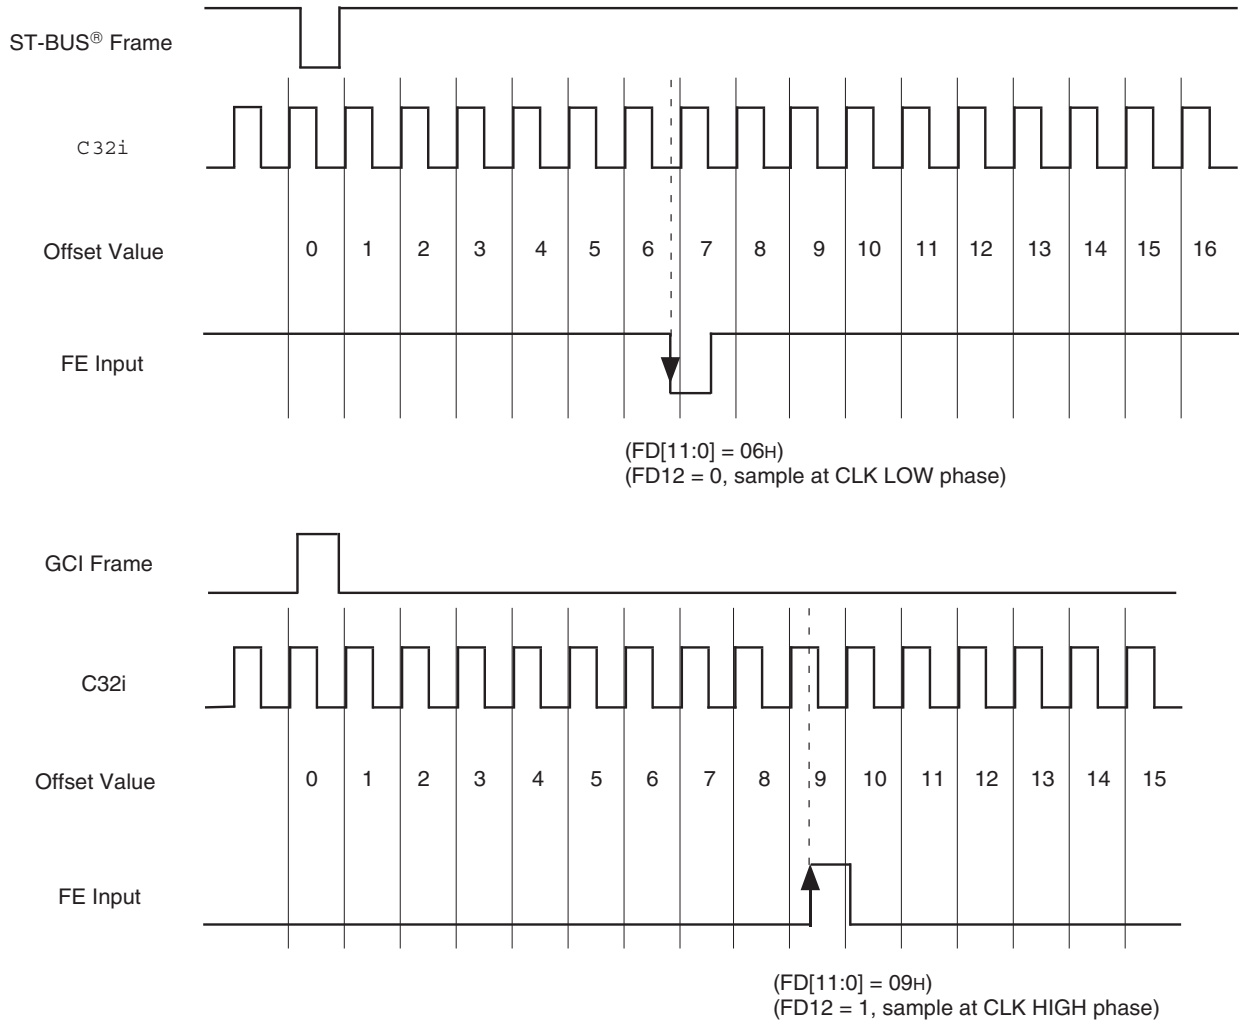 ST-BUS® Frame
C32i
Offset Value 0 1 2 3 4 5 6 7 8 9 10 11 12 13 14 15 16
FE Input
(FD[11:0] = 06H)
(FD12 = 0, sample at CLK LOW phase)
GCI Frame
C32i
Offset Value 0 1 2 3 4 5 6 7 8 9 10 11 12 13 14 15
FE Input
(FD[11:0] = 09H)
(FD12 = 1, sample at CLK HIGH phase)